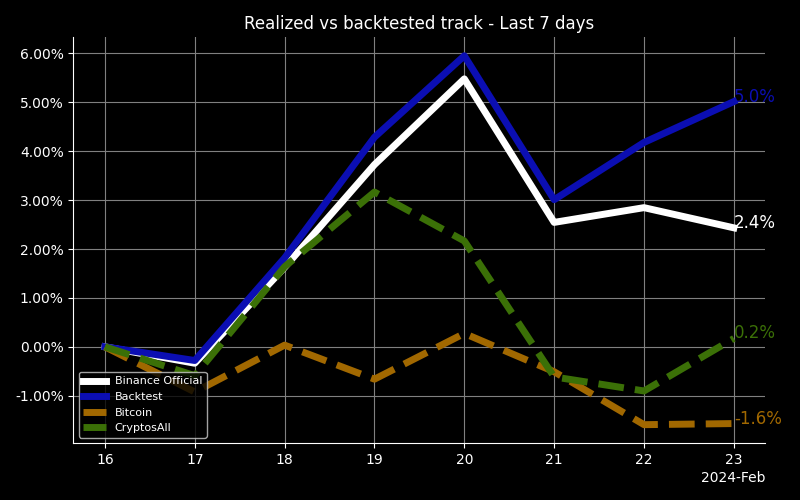 Realized vs backtested track - Last 7 days
6.00%
5.00%
4.00%
3.00%
2.00%
1.00%
0.00%
-1.00%
5.0%
2.4%
0.2%
-1.6%
Binance Official
Backtest
Bitcoin
CryptosAll
16 17 18 19 20 21 22 23
2024-Feb